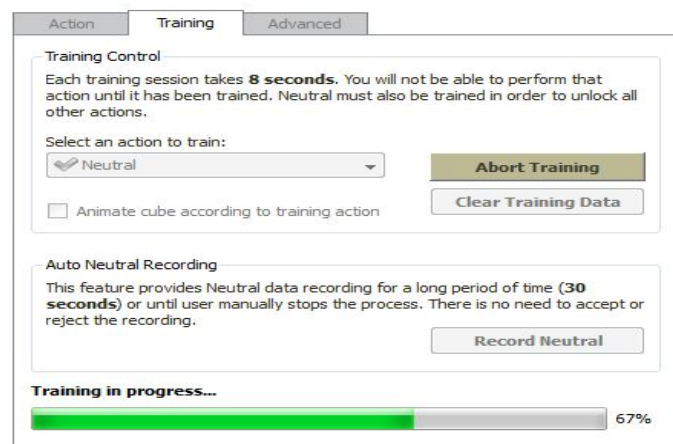 Action Training Advanced
Training Control
Each training session takes 8 seconds. You will not be able to perform that
action until it has been trained. Neutral must also be trained in order to unlock all
other actions.
Select an action to train:
Neutral
Abort Training
Animate cube according to training action
Clear Training Data
Auto Neutral Recording
This feature provides Neutral data recording for a long period of time (30
seconds) or until user manually stops the process. There is no need to accept or
reject the recording.
Record Neutral
Training in progress...
67%